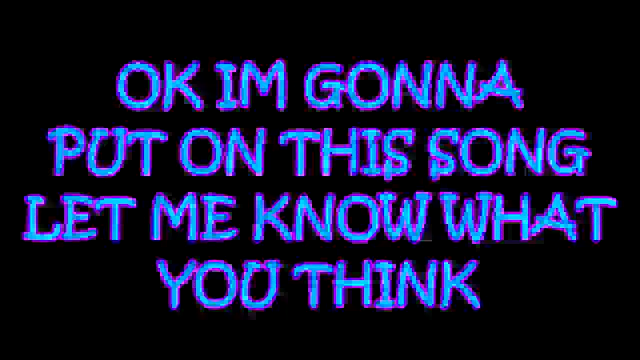 OK IM GONNA
PUT ON THIS SONG
LET ME KNOW WHAT
YOU THINK